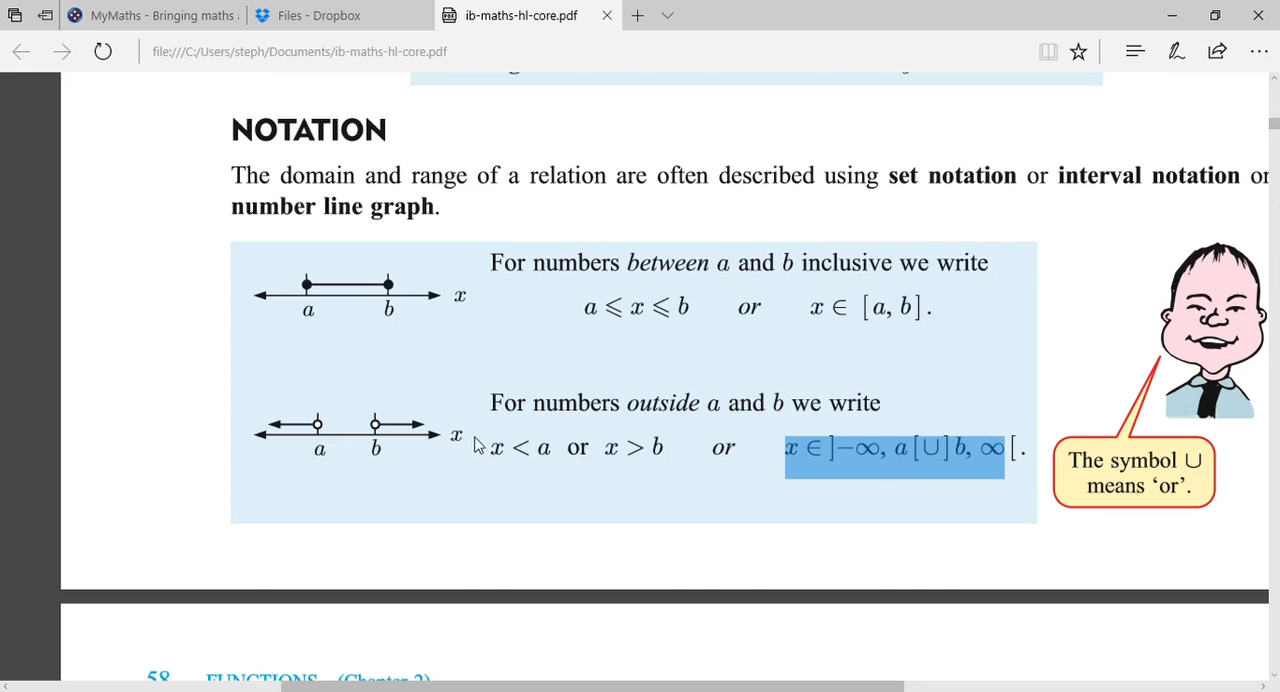 MyMaths - Bringing maths
Files - Dropbox
ib-maths-hl-core.pdf
file:///C:/Users/steph/Documents/ib-maths-hl-core.pdf
NOTATION
The domain and range of a relation are often described using set notation or interval notation or
number line graph.
For numbers between a and b inclusive we write
a ⩽ x ⩽ b or x ∈ [a, b].
a b x
For numbers outside a and b we write
x < a or x > b or x ∈ ]−∞, a[∪]b, ∞[.
a b x
The symbol ∪
means ‘or’.
58 FUNCTIONS (Chapter 2)